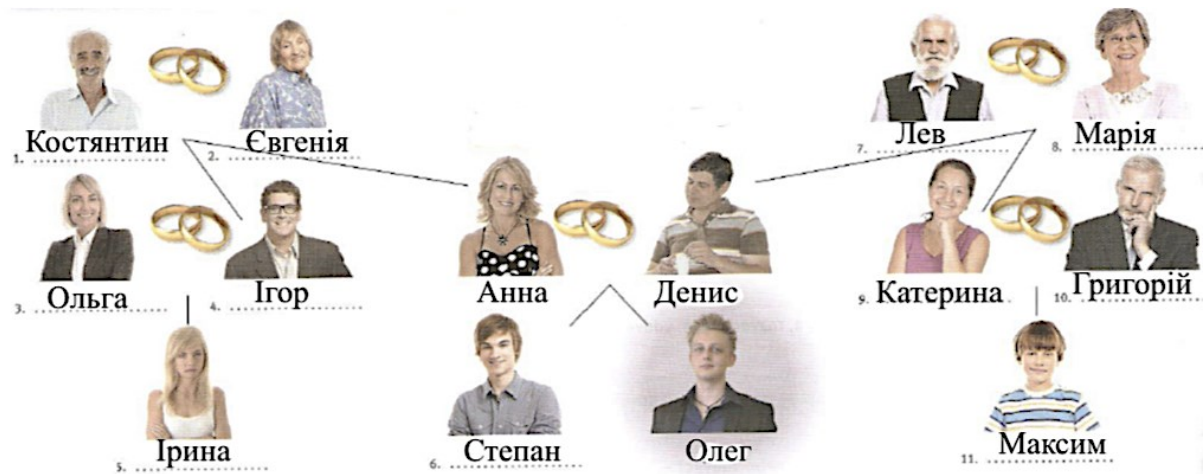 Костянтин Євгенія Лев Марія
1. 2. 7. 8.
Ольга Ігор Анна Денис Катерина Григорій
3. 4. 9. 10.
Ірина Степан Олег Максим
5. 6. 11.